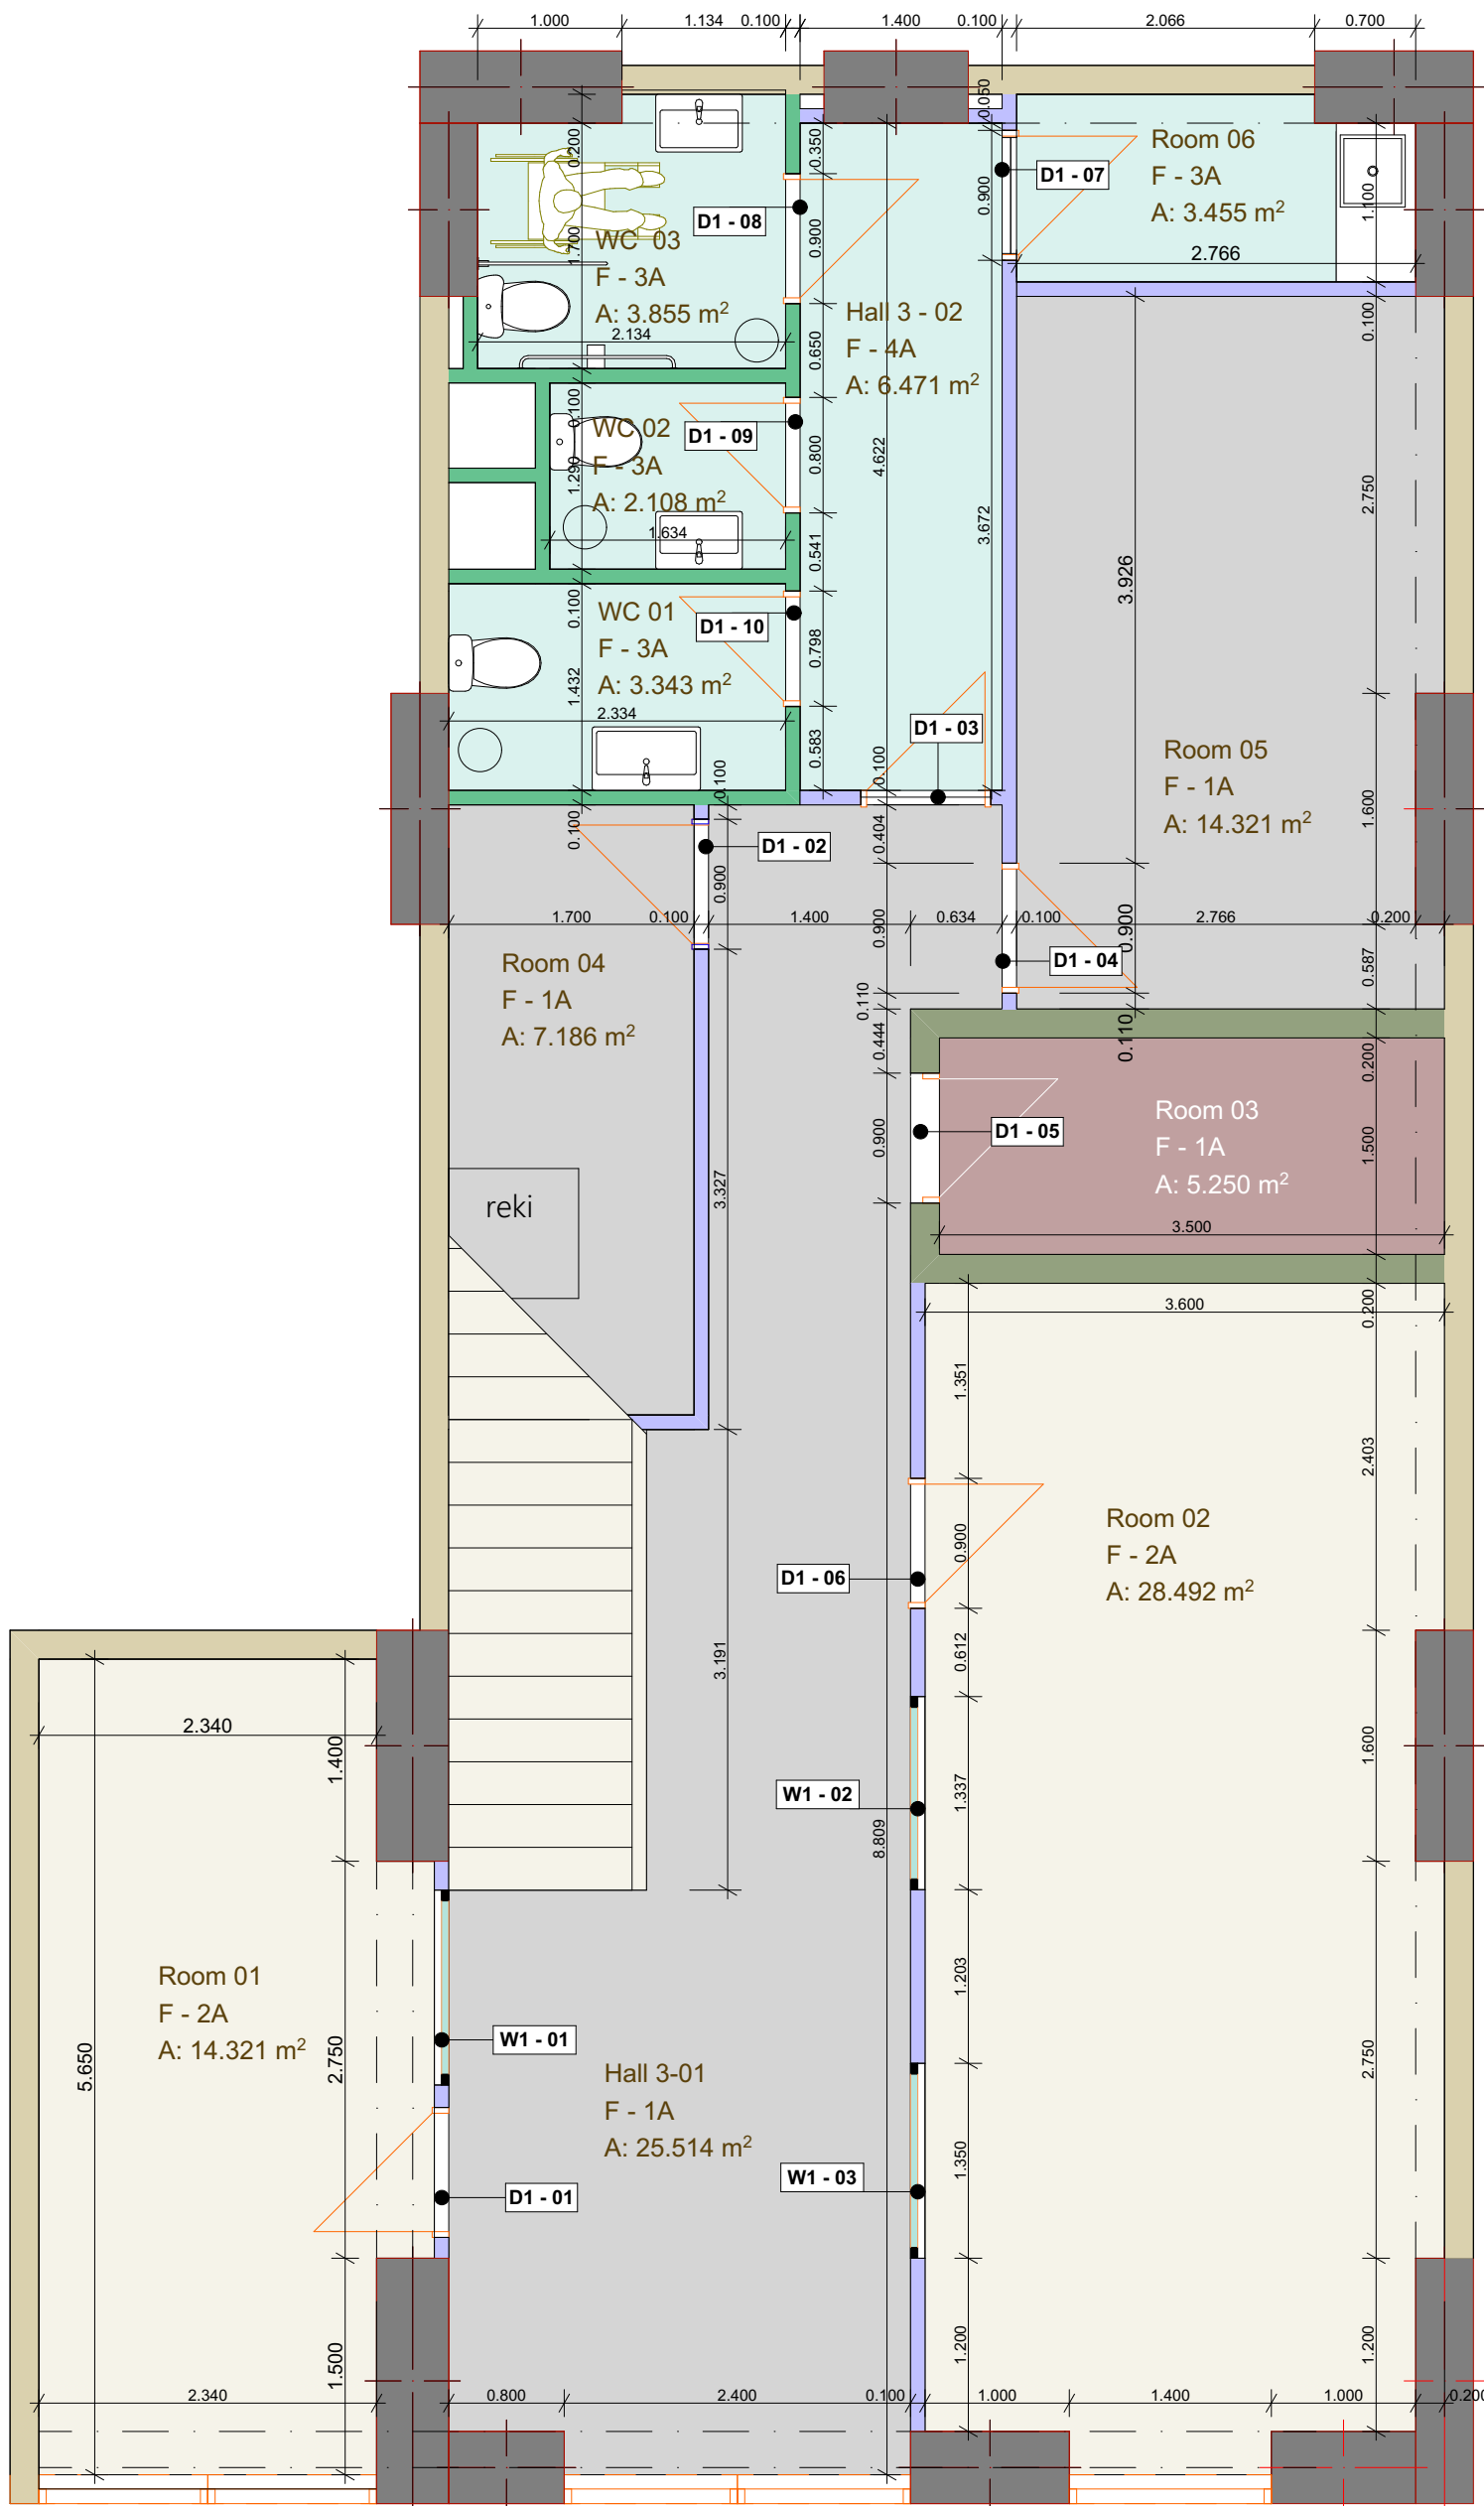 1.000
1.134
0.100
1.400
0.100
2.066
0.700
0.050
0.200
0.350
D1 - 07
0.900
Room 06
F - 3A
A: 3.455 m²
1.100
2.766
D1 - 08
0.900
WC  03
F - 3A
A: 3.855 m²
1.700
2.134
0.650
Hall 3 - 02
F - 4A
A: 6.471 m²
0.100
0.100
WC 02
F - 3A
A: 2.108 m²
D1 - 09
0.800
4.622
1.290
1.634
0.541
3.672
2.750
3.926
0.100
WC 01
F - 3A
A: 3.343 m²
D1 - 10
0.798
1.432
2.334
0.583
D1 - 03
0.100
0.100
Room 05
F - 1A
A: 14.321 m²
1.600
0.100
D1 - 02
0.404
0.900
1.700
0.100
1.400
0.900
0.634
0.100
0.900
2.766
0.200
D1 - 04
0.587
Room 04
F - 1A
A: 7.186 m²
0.110
0.444
0.110
0.200
Room 03
F - 1A
A: 5.250 m²
D1 - 05
0.900
1.500
3.500
reki
3.327
0.200
3.600
1.351
2.403
Room 02
F - 2A
A: 28.492 m²
D1 - 06
0.900
0.612
3.191
2.340
1.400
W1 - 02
1.337
1.600
8.809
1.203
Room 01
F - 2A
A: 14.321 m²
5.650
2.750
W1 - 01
Hall 3-01
F - 1A
A: 25.514 m²
2.750
W1 - 03
1.350
D1 - 01
1.500
1.200
1.200
2.340
0.800
2.400
0.100
1.000
1.400
1.000
0.200